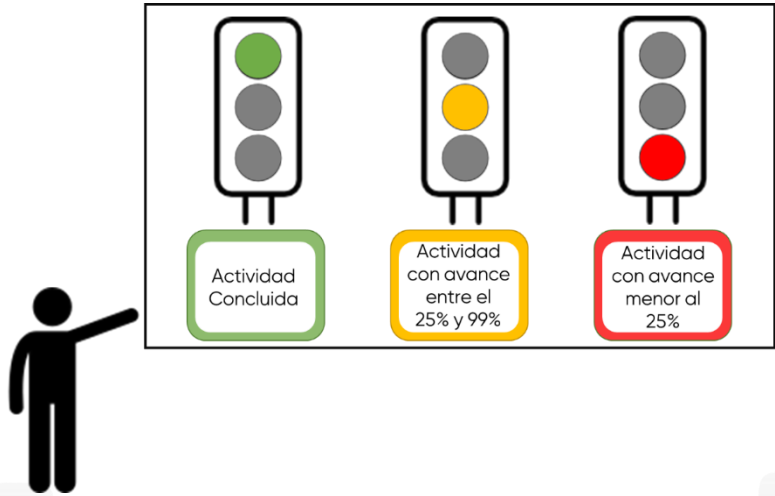 Actividad
Concluida
Actividad
con avance
entre el
25% y 99%
Actividad
con avance
menor al
25%